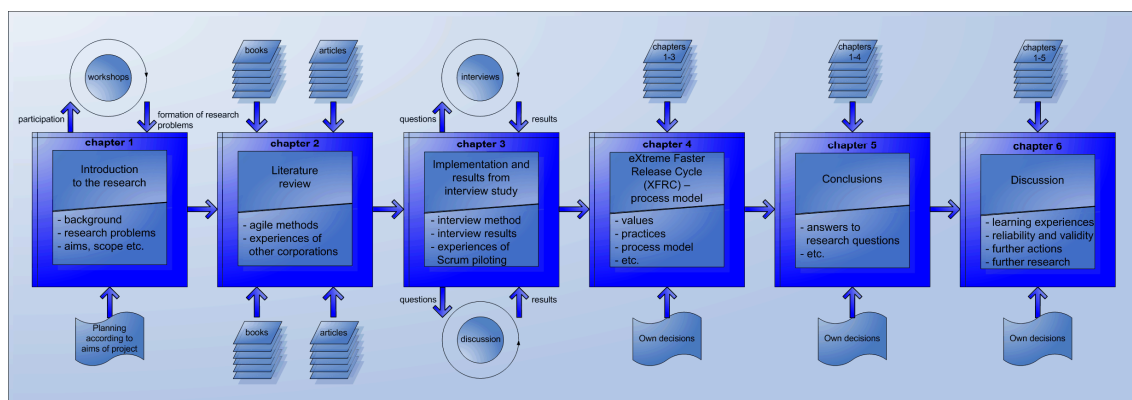 workshops
participation
formation of research
problems
chapter 1
Introduction
to the research
- background
- research problems
- aims, scope etc.
Planning
according to
aims of project
books
articles
chapter 2
Literature
review
- agile methods
- experiences of
other corporations
books
articles
interviews
questions
results
chapter 3
Implementation and
results from
interview study
- interview method
- interview results
- experiences of
Scrum piloting
questions
results
discussion
chapters
1-3
chapter 4
eXtreme Faster
Release Cycle
(XFRC) –
process model
- values
- practices
- process model
- etc.
Own decisions
chapters
1-4
chapter 5
Conclusions
- answers to
research questions
- etc.
Own decisions
chapters
1-5
chapter 6
Discussion
- learning experiences
- reliability and validity
- further actions
- further research
Own decisions